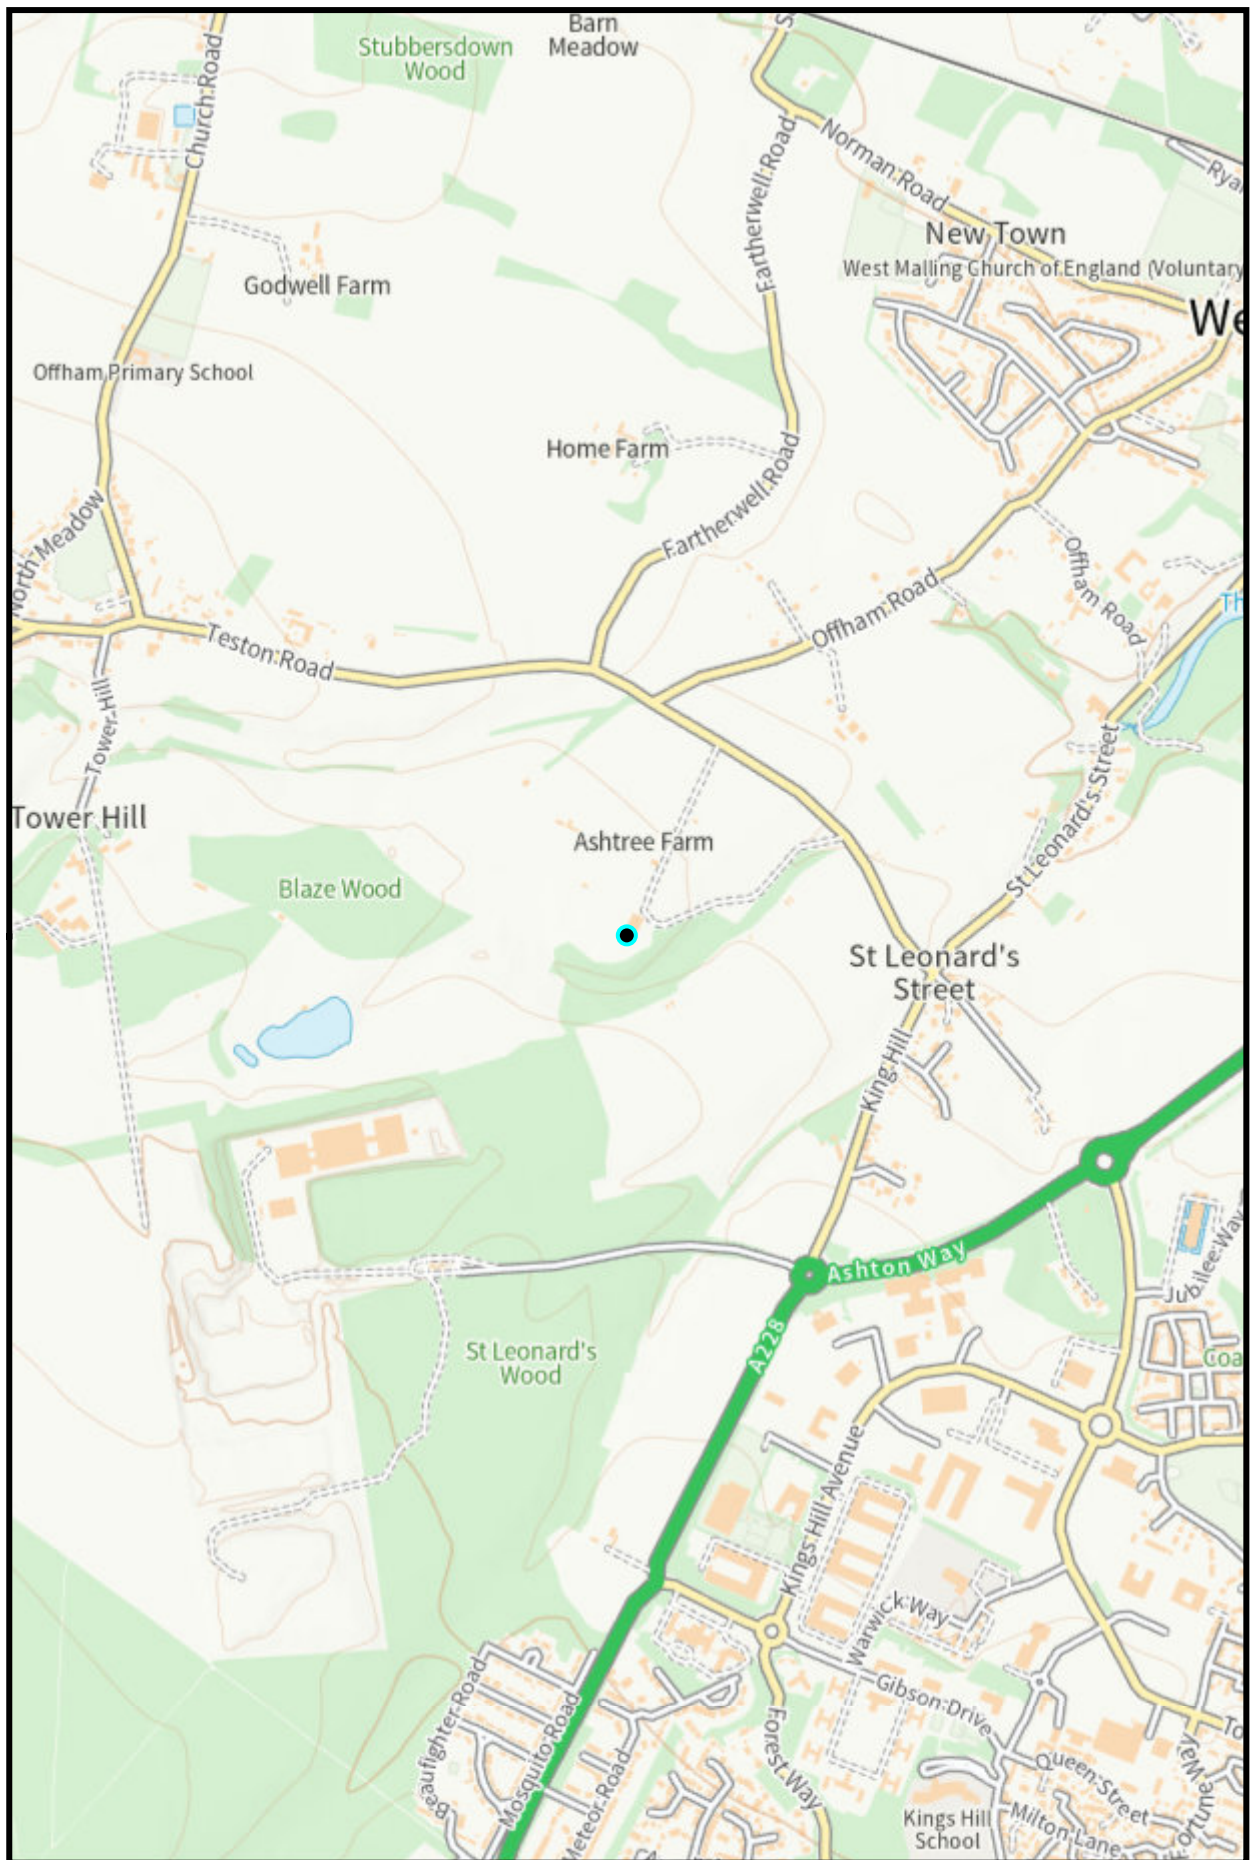 Barn
Meadow
Stubbersdown
Wood
Church Road
Norman Road
Fartherwell Road
New Town
West Malling Church of England (Voluntary
Godwell Farm
We
Offham Primary School
Home Farm
Fartherwell Road
North Meadow
Offham Road
Offham Road
Th
Teston Road
Tower Hill
St Leonard's Street
Tower Hill
Ashtree Farm
Blaze Wood
St Leonard's
Street
King Hill
Ashton Way
Jubilee Way
A228
St Leonard's
Wood
Coa
Kings Hill Avenue
Warwick Way
Gibson Drive
Beaufighter Road
Mosquito Road
Meteor Road
Forest Way
Queen Street
To
Kings Hill
School
Milton Lane
Fortune Way